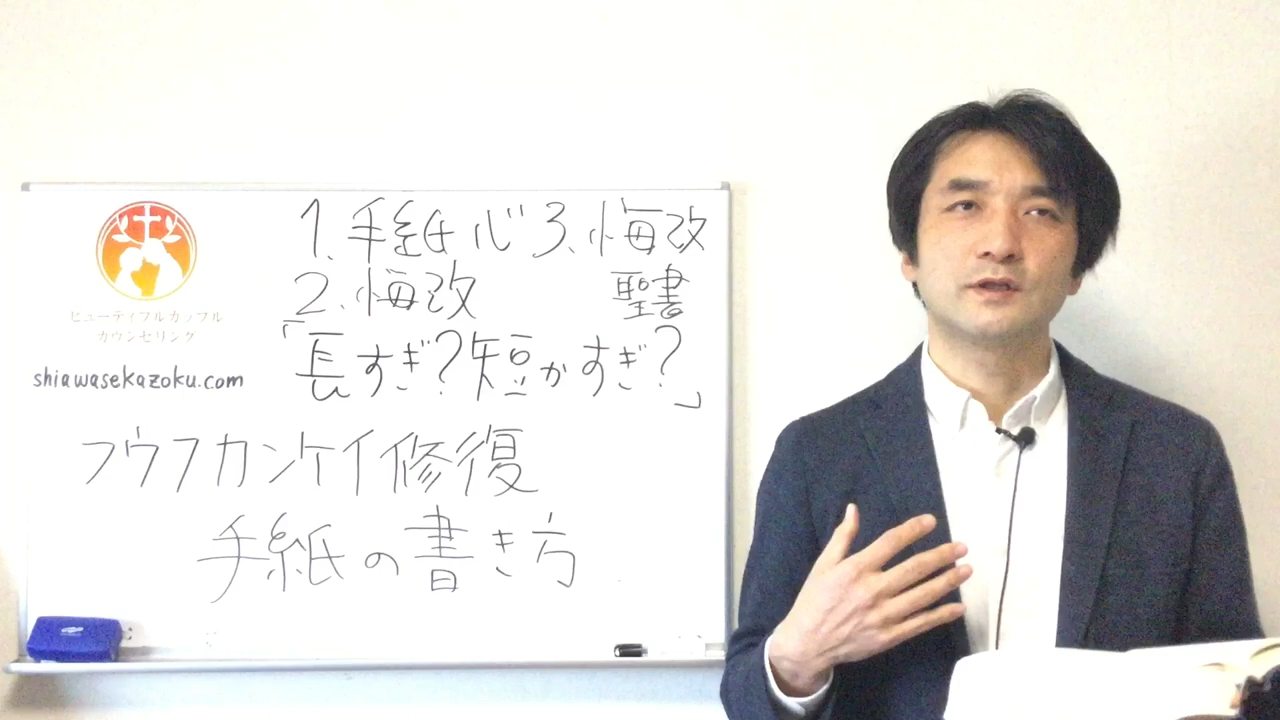 ビューティフルカップル
カウンセリング
shiawasekazoku.com
1、手紙 心 3、悔改
2、悔改 聖書
「長すぎ?短かすぎ?」
フウフカンケイ修復
手紙の書き方